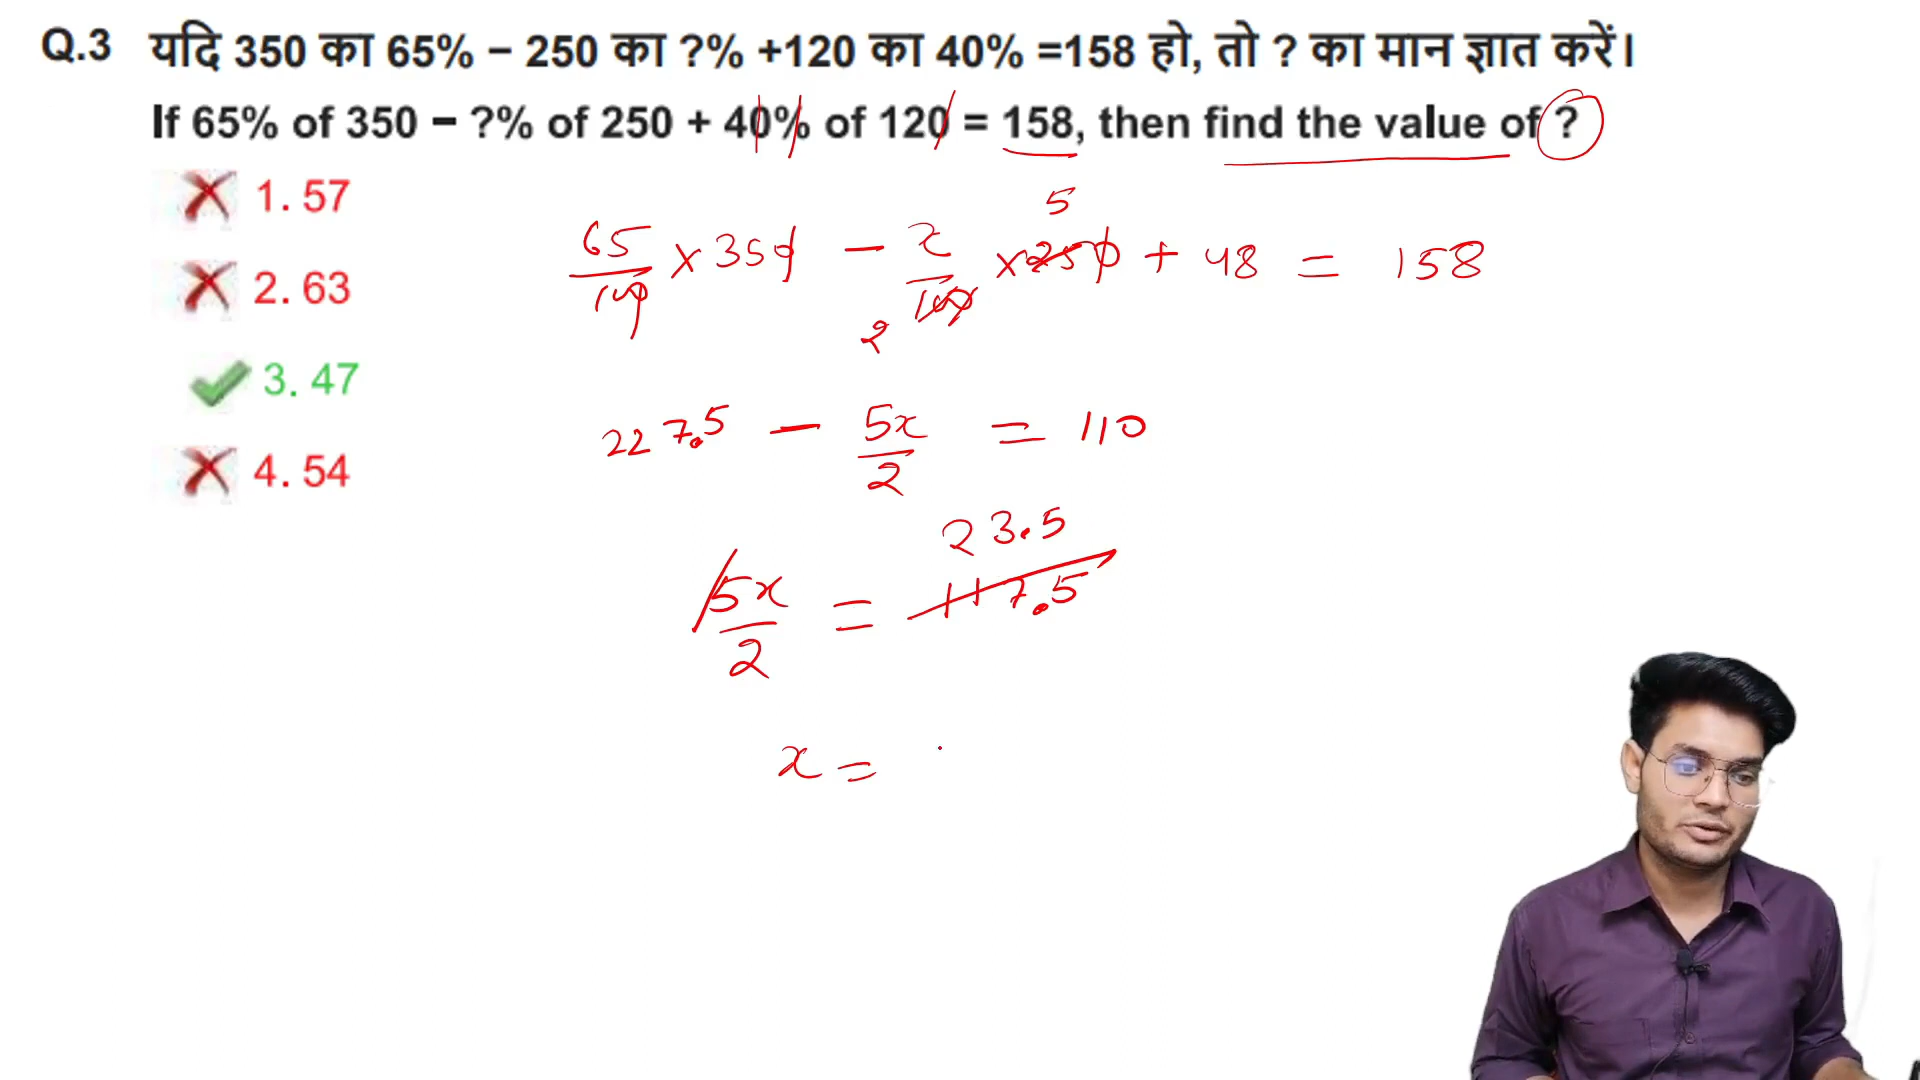 Q.3 यदि 350 का 65% − 250 का ?% +120 का 40% =158 हो, तो ? का मान ज्ञात करें।
If 65% of 350 − ?% of 250 + 40% of 120 = 158, then find the value of ?
1. 57
2. 63
3. 47
4. 54
5
65/100 × 350 − x/100 × 250 + 48 = 158
2
227.5 − 5x/2 = 110
23.5
5x/2 = 117.5
x =